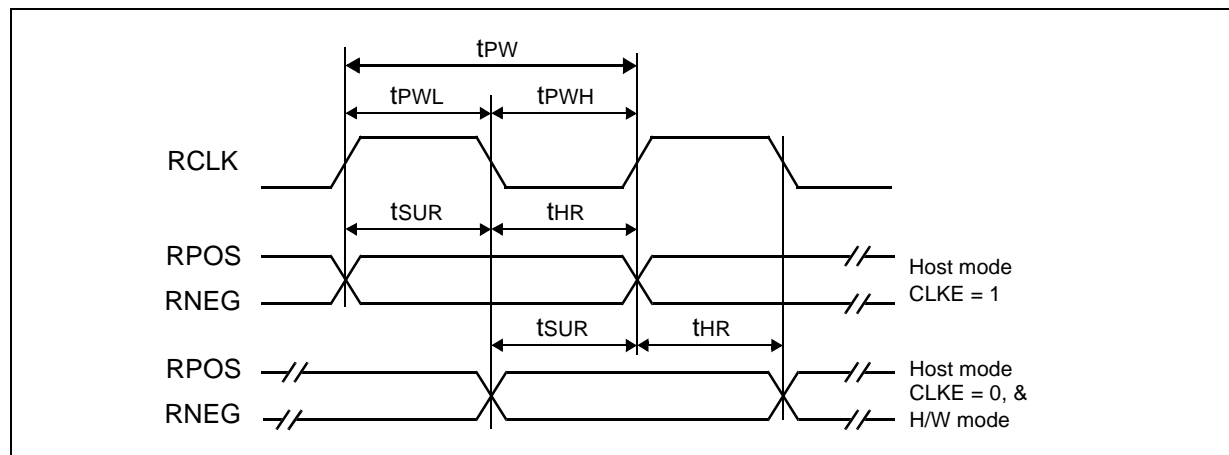 tPW
tPWL
tPWH
RCLK
tSUR
tHR
RPOS
RNEG
Host mode
CLKE = 1
tSUR
tHR
RPOS
RNEG
Host mode
CLKE = 0, &
H/W mode